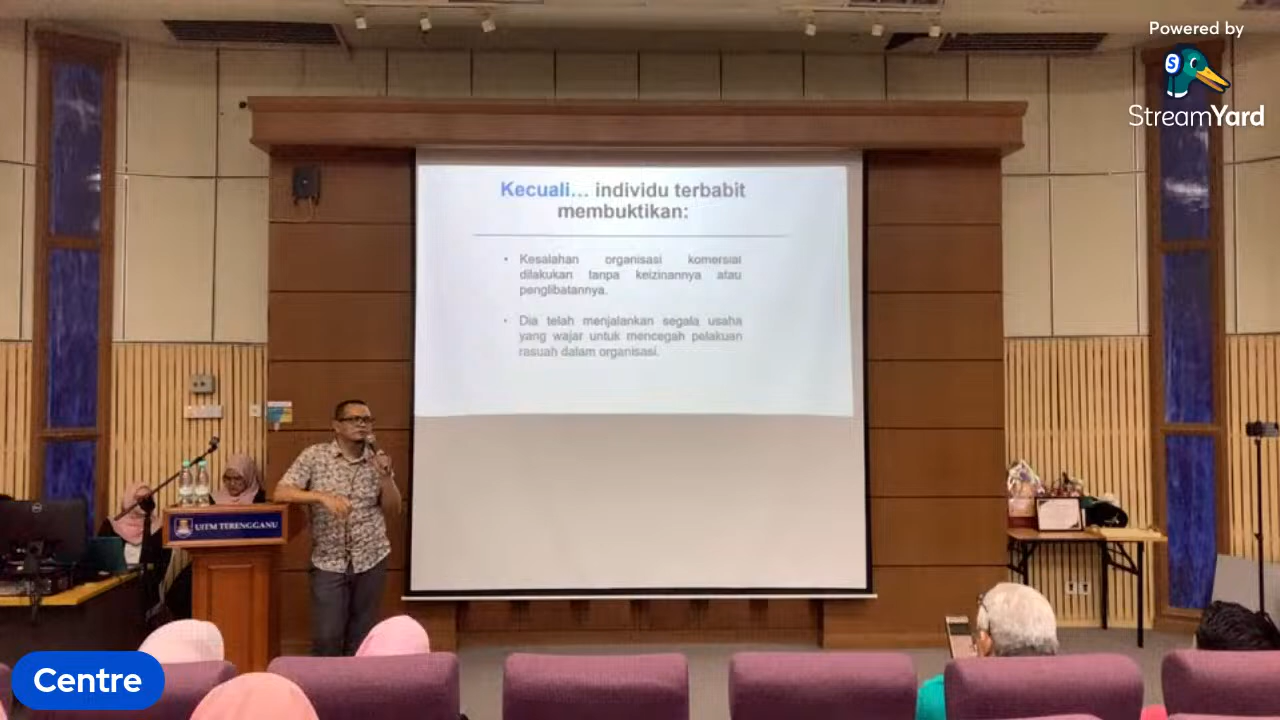 Powered by
S
StreamYard
Kecuali... individu terbabit
membuktikan:
• Kesalahan organisasi komersial
dilakukan tanpa keizinannya atau
penglibatannya.
• Dia telah menjalankan segala usaha
yang wajar untuk mencegah pelakuan
rasuah dalam organisasi.
UITM TERENGGANU
Centre